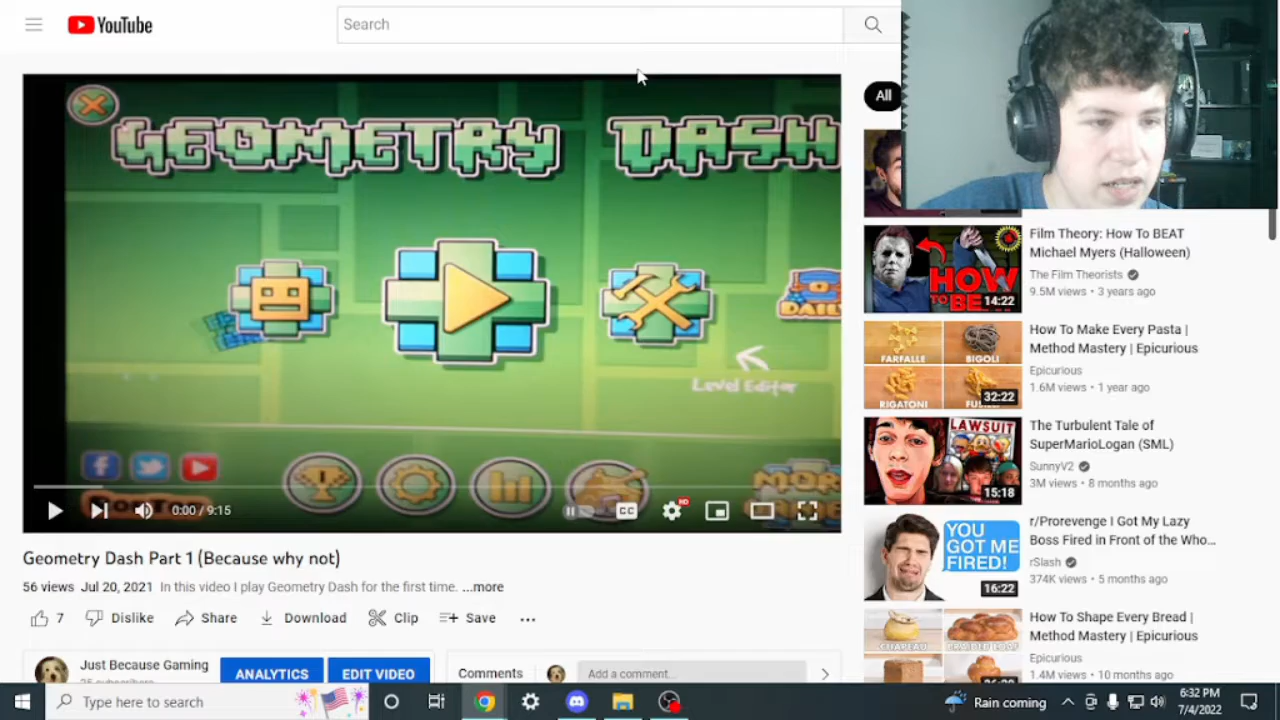 YouTube
Search
All
GEOMETRY DASH
Level Editor
0:00 / 9:15
CC
HD
Geometry Dash Part 1 (Because why not)
56 views Jul 20, 2021 In this video I play Geometry Dash for the first time. ...more
7 Dislike Share Download Clip Save ...
Just Because Gaming
25 subscribers
ANALYTICS
EDIT VIDEO
Comments
Add a comment...
HOW
TO BE
14:22
Film Theory: How To BEAT
Michael Myers (Halloween)
The Film Theorists
9.5M views • 3 years ago
FARFALLE
BIGOLI
RIGATONI
32:22
How To Make Every Pasta |
Method Mastery | Epicurious
Epicurious
1.6M views • 1 year ago
LAWSUIT
15:18
The Turbulent Tale of
SuperMarioLogan (SML)
SunnyV2
3M views • 8 months ago
YOU
GOT ME
FIRED!
16:22
r/Prorevenge I Got My Lazy
Boss Fired in Front of the Who...
rSlash
374K views • 5 months ago
How To Shape Every Bread |
Method Mastery | Epicurious
Epicurious
1.4M views • 10 months ago
Type here to search
Rain coming
6:32 PM
7/4/2022